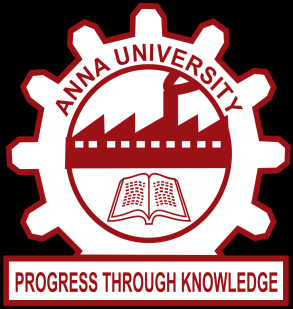 ANNA UNIVERSITY
PROGRESS THROUGH KNOWLEDGE